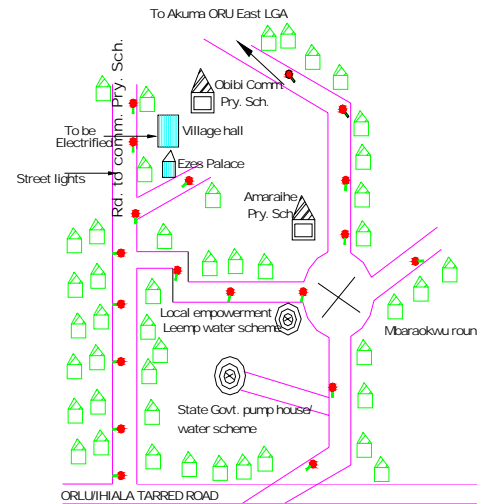 To Akuma ORU East LGA
Rd. to comm. Pry. Sch.
Obibi Comm
Pry. Sch.
To be
Electrified
Village hall
Ezes Palace
Street lights
Amaraihe
Pry. Sch
Local empowerment
Leemp water scheme
Mbaraokwu roun
State Govt. pump house/
water scheme
ORLU/IHIALA TARRED ROAD